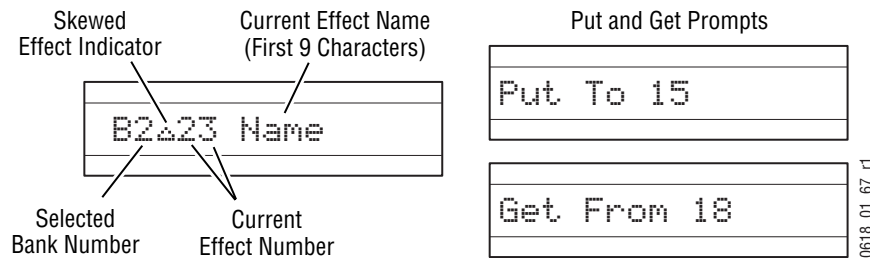 Skewed
Effect Indicator
Current Effect Name
(First 9 Characters)
B2△23 Name
Selected
Bank Number
Current
Effect Number
Put and Get Prompts
Put To 15
Get From 18
0618_01_67_r1